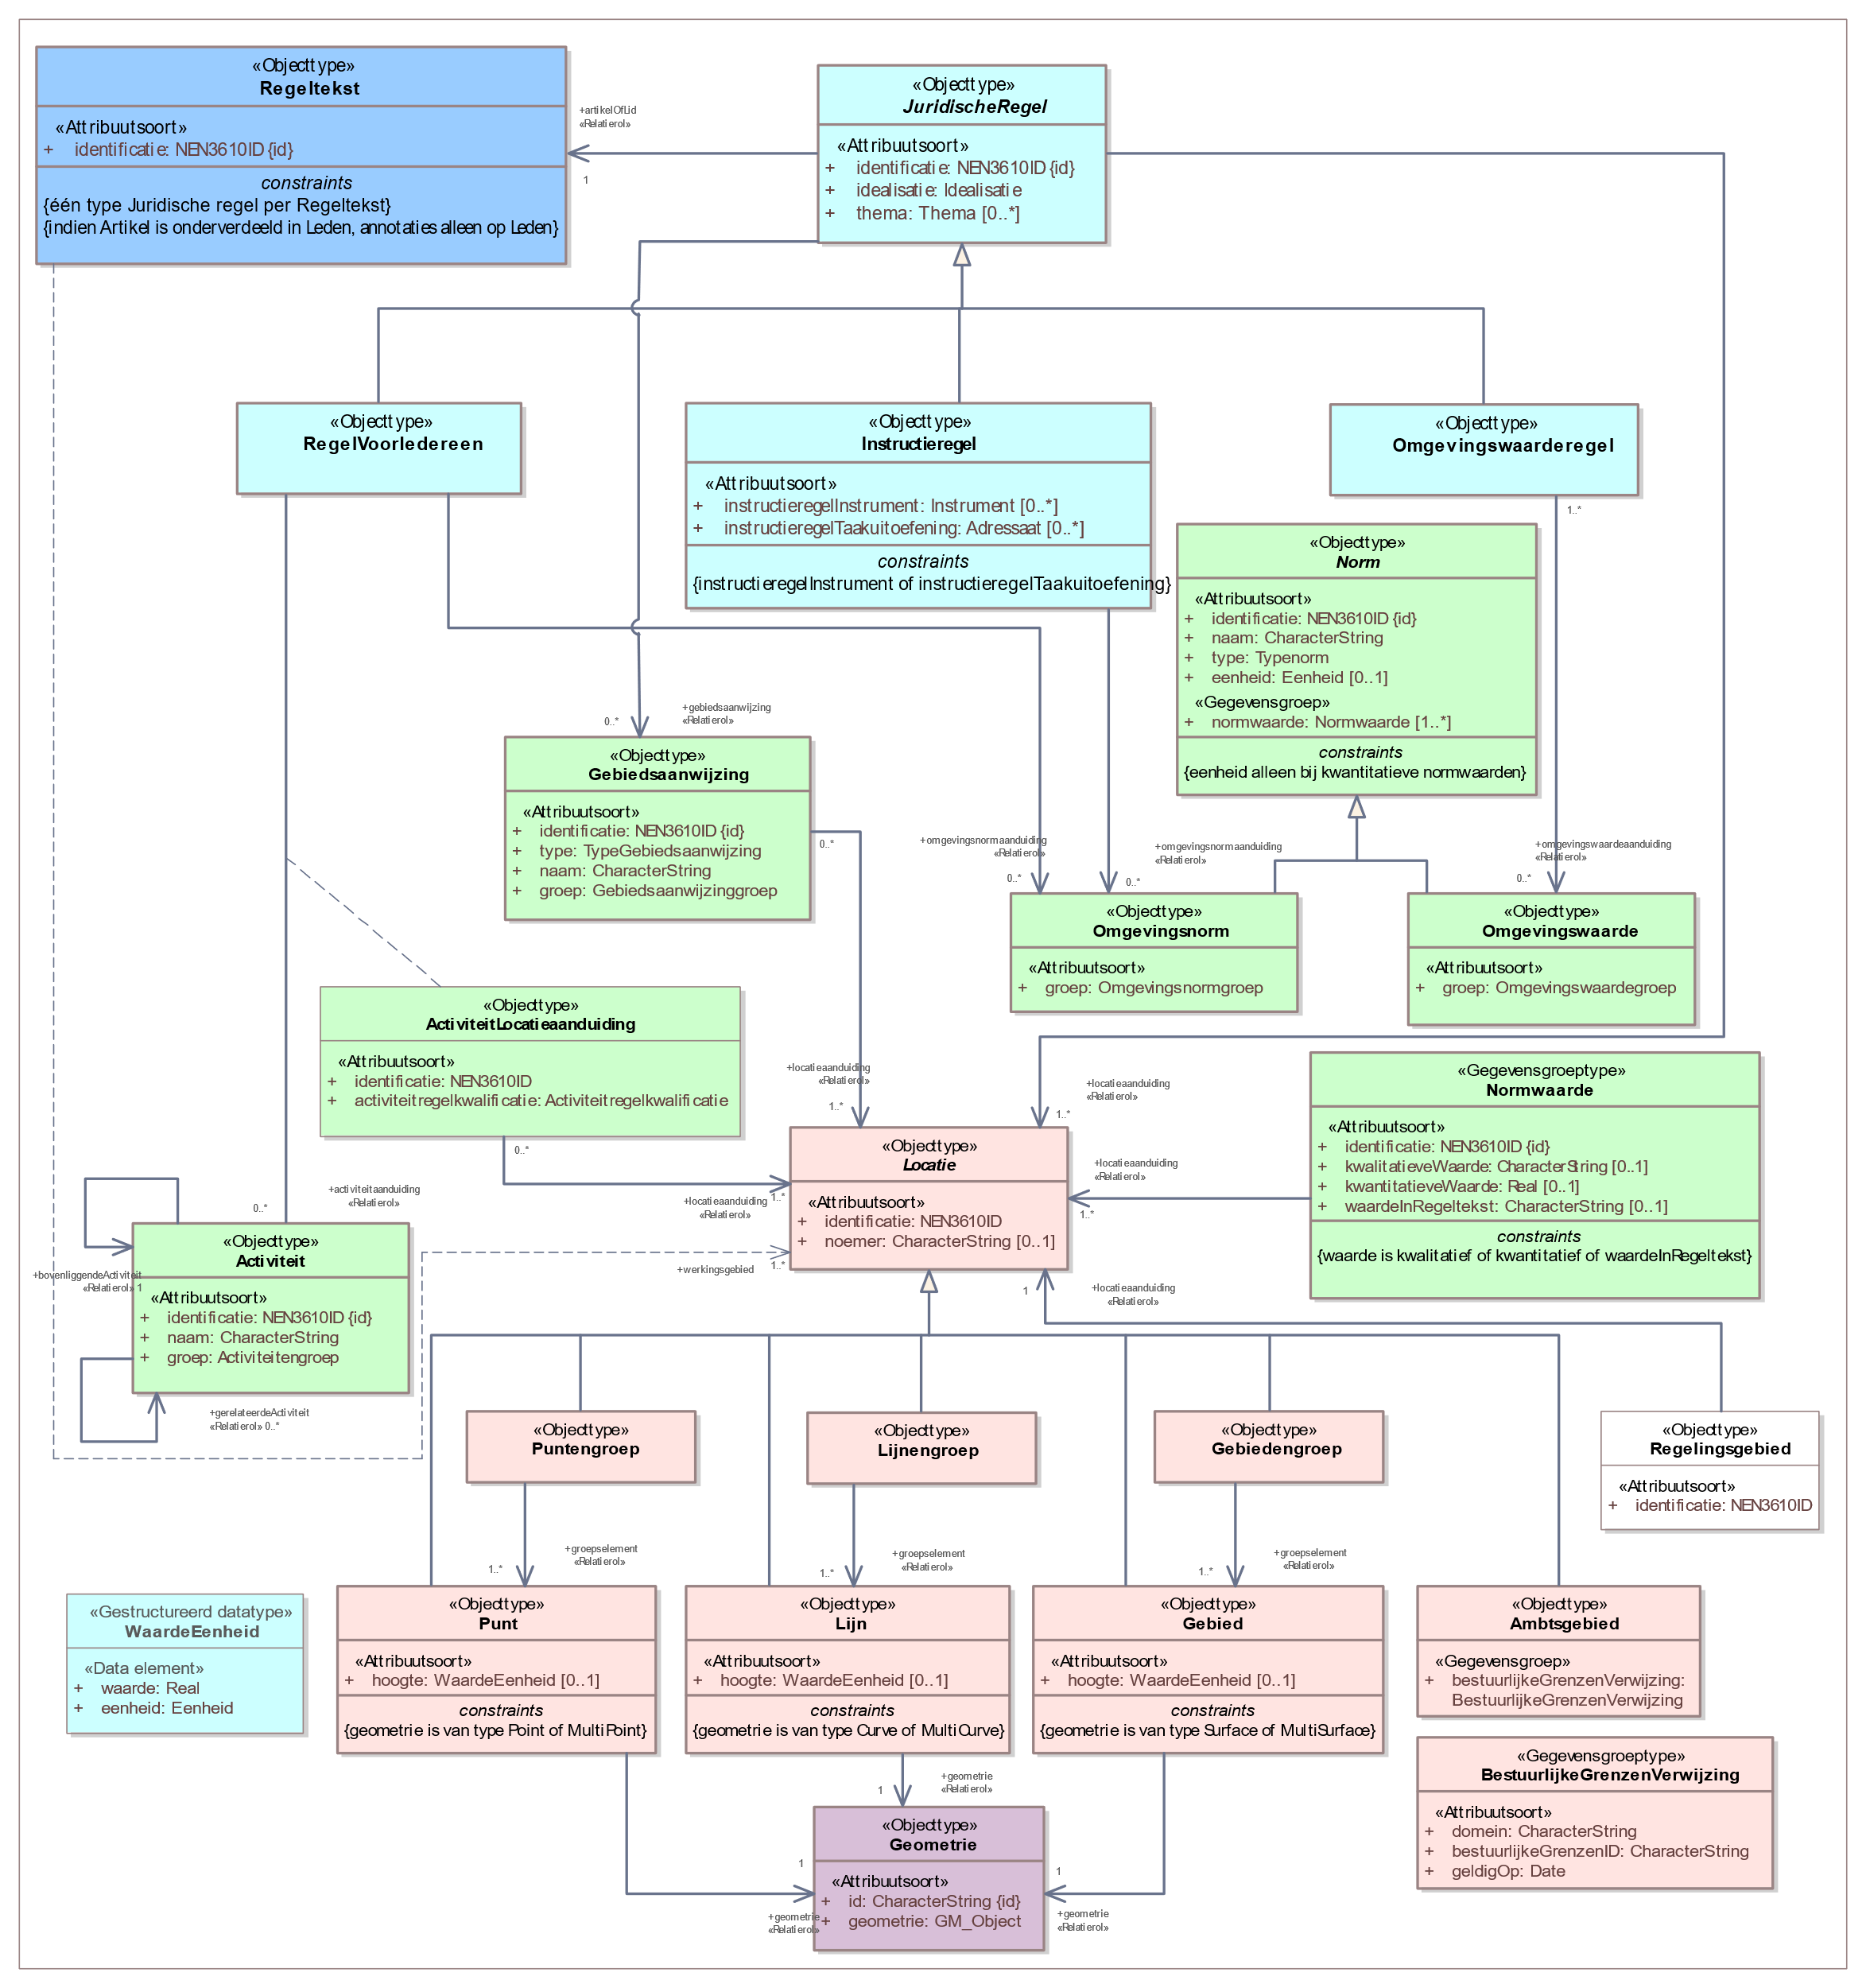 «Objecttype»
Regeltekst
«Attribuutsoort»
+ identificatie: NEN3610ID {id}
constraints
{één type Juridische regel per Regeltekst}
{indien Artikel is onderverdeeld in Leden, annotaties alleen op Leden}
+artikelOfLid
«Relatierol»
1
«Objecttype»
JuridischeRegel
«Attribuutsoort»
+ identificatie: NEN3610ID {id}
+ idealisatie: Idealisatie
+ thema: Thema [0..*]
«Objecttype»
RegelVoorIedereen
«Objecttype»
Instructieregel
«Attribuutsoort»
+ instructieregelInstrument: Instrument [0..*]
+ instructieregelTaakuitoefening: Adressaat [0..*]
constraints
{instructieregelInstrument of instructieregelTaakuitoefening}
«Objecttype»
Omgevingswaarderegel
1..*
«Objecttype»
Norm
«Attribuutsoort»
+ identificatie: NEN3610ID {id}
+ naam: CharacterString
+ type: Typenorm
+ eenheid: Eenheid [0..1]
«Gegevensgroep»
+ normwaarde: Normwaarde [1..*]
constraints
{eenheid alleen bij kwantitatieve normwaarden}
+gebiedsaanwijzing
«Relatierol»
0..*
«Objecttype»
Gebiedsaanwijzing
«Attribuutsoort»
+ identificatie: NEN3610ID {id}
+ type: TypeGebiedsaanwijzing
+ naam: CharacterString
+ groep: Gebiedsaanwijzinggroep
0..*
+omgevingsnormaanduiding
«Relatierol»
0..*
+omgevingsnormaanduiding
«Relatierol»
0..*
+omgevingswaardeaanduiding
«Relatierol»
0..*
«Objecttype»
Omgevingsnorm
«Attribuutsoort»
+ groep: Omgevingsnormgroep
«Objecttype»
Omgevingswaarde
«Attribuutsoort»
+ groep: Omgevingswaardegroep
«Objecttype»
ActiviteitLocatieaanduiding
«Attribuutsoort»
+ identificatie: NEN3610ID
+ activiteitregelkwalificatie: Activiteitregelkwalificatie
0..*
+locatieaanduiding
«Relatierol»
1..*
+locatieaanduiding
«Relatierol»
1..*
«Objecttype»
Locatie
«Attribuutsoort»
+ identificatie: NEN3610ID
+ noemer: CharacterString [0..1]
+locatieaanduiding
«Relatierol»
1..*
+locatieaanduiding
«Relatierol»
1..*
+werkingsgebied
1..*
«Gegevensgroeptype»
Normwaarde
«Attribuutsoort»
+ identificatie: NEN3610ID {id}
+ kwalitatieveWaarde: CharacterString [0..1]
+ kwantitatieveWaarde: Real [0..1]
+ waardeInRegeltekst: CharacterString [0..1]
constraints
{waarde is kwalitatief of kwantitatief of waardeInRegeltekst}
+activiteitaanduiding
«Relatierol»
0..*
«Objecttype»
Activiteit
«Attribuutsoort»
+ identificatie: NEN3610ID {id}
+ naam: CharacterString
+ groep: Activiteitengroep
+bovenliggendeActiviteit
«Relatierol» 1
+gerelateerdeActiviteit
«Relatierol» 0..*
1
+locatieaanduiding
«Relatierol»
«Objecttype»
Puntengroep
«Objecttype»
Lijnengroep
«Objecttype»
Gebiedengroep
«Objecttype»
Regelingsgebied
«Attribuutsoort»
+ identificatie: NEN3610ID
+groepselement
«Relatierol»
1..*
+groepselement
«Relatierol»
1..*
+groepselement
«Relatierol»
1..*
«Gestructureerd datatype»
WaardeEenheid
«Data element»
+ waarde: Real
+ eenheid: Eenheid
«Objecttype»
Punt
«Attribuutsoort»
+ hoogte: WaardeEenheid [0..1]
constraints
{geometrie is van type Point of MultiPoint}
«Objecttype»
Lijn
«Attribuutsoort»
+ hoogte: WaardeEenheid [0..1]
constraints
{geometrie is van type Curve of MultiCurve}
«Objecttype»
Gebied
«Attribuutsoort»
+ hoogte: WaardeEenheid [0..1]
constraints
{geometrie is van type Surface of MultiSurface}
«Objecttype»
Ambtsgebied
«Gegevensgroep»
+ bestuurlijkeGrenzenVerwijzing:
BestuurlijkeGrenzenVerwijzing
«Gegevensgroeptype»
BestuurlijkeGrenzenVerwijzing
«Attribuutsoort»
+ domein: CharacterString
+ bestuurlijkeGrenzenID: CharacterString
+ geldigOp: Date
+geometrie
«Relatierol»
1
«Objecttype»
Geometrie
«Attribuutsoort»
+ id: CharacterString {id}
+ geometrie: GM_Object
1
+geometrie
«Relatierol»
1
+geometrie
«Relatierol»